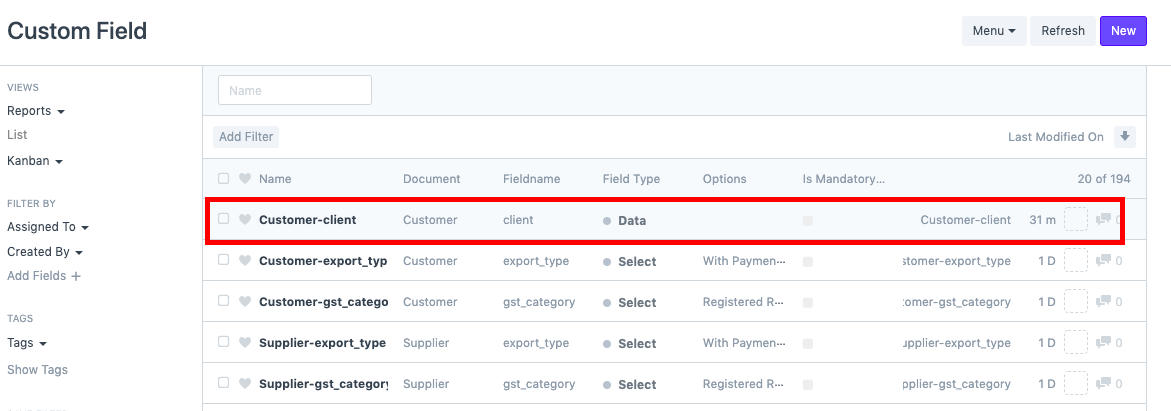 Custom Field
Menu Refresh New
VIEWS
Reports
List
Kanban
FILTER BY
Assigned To
Created By
Add Fields +
TAGS
Tags
Show Tags
Name
Add Filter Last Modified On
Name Document Fieldname Field Type Options Is Mandatory... 20 of 194
Customer-client Customer client Data Customer-client 31 m 0
Customer-export_typ Customer export_type Select With Paymen... stomer-export_type 1 D 0
Customer-gst_catego Customer gst_category Select Registered R... omer-gst_category 1 D 0
Supplier-export_type Supplier export_type Select With Paymen... upplier-export_type 1 D 0
Supplier-gst_category Supplier gst_category Select Registered R... plier-gst_category 1 D 0